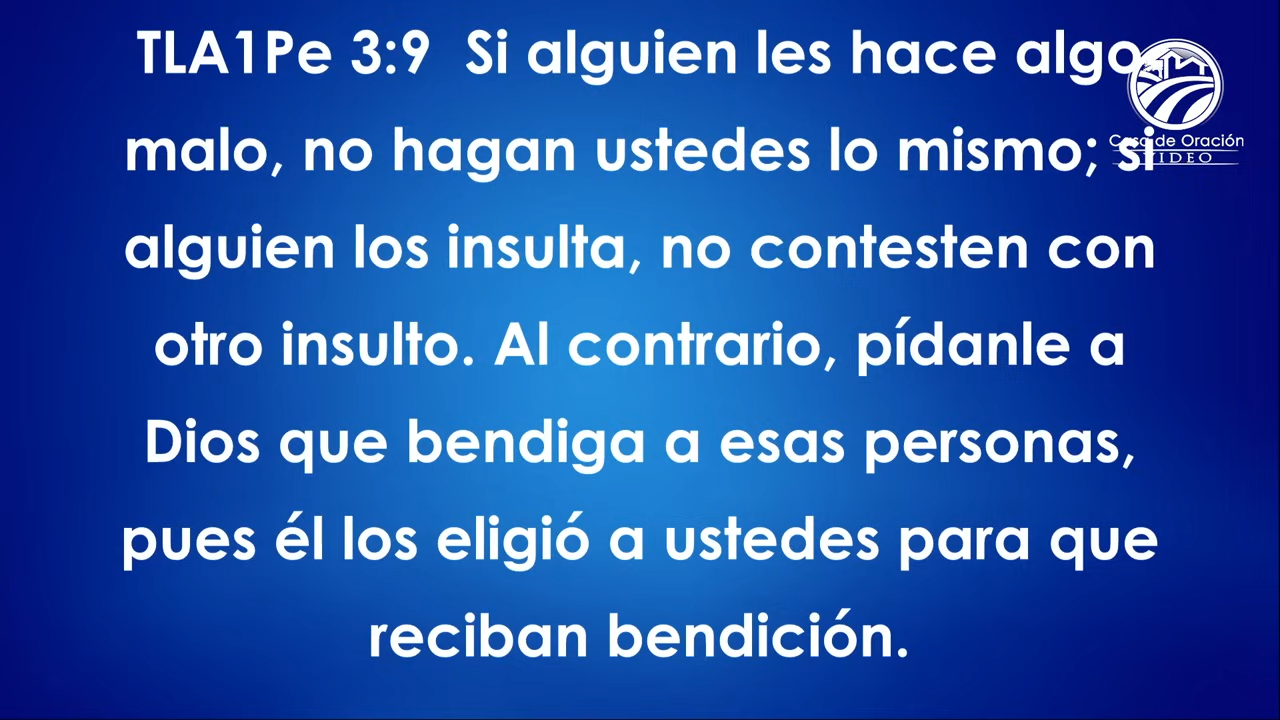 TLA1Pe 3:9 Si alguien les hace algo
malo, no hagan ustedes lo mismo; si
alguien los insulta, no contesten con
otro insulto. Al contrario, pídanle a
Dios que bendiga a esas personas,
pues él los eligió a ustedes para que
reciban bendición.
Casa de Oración
VIDEO